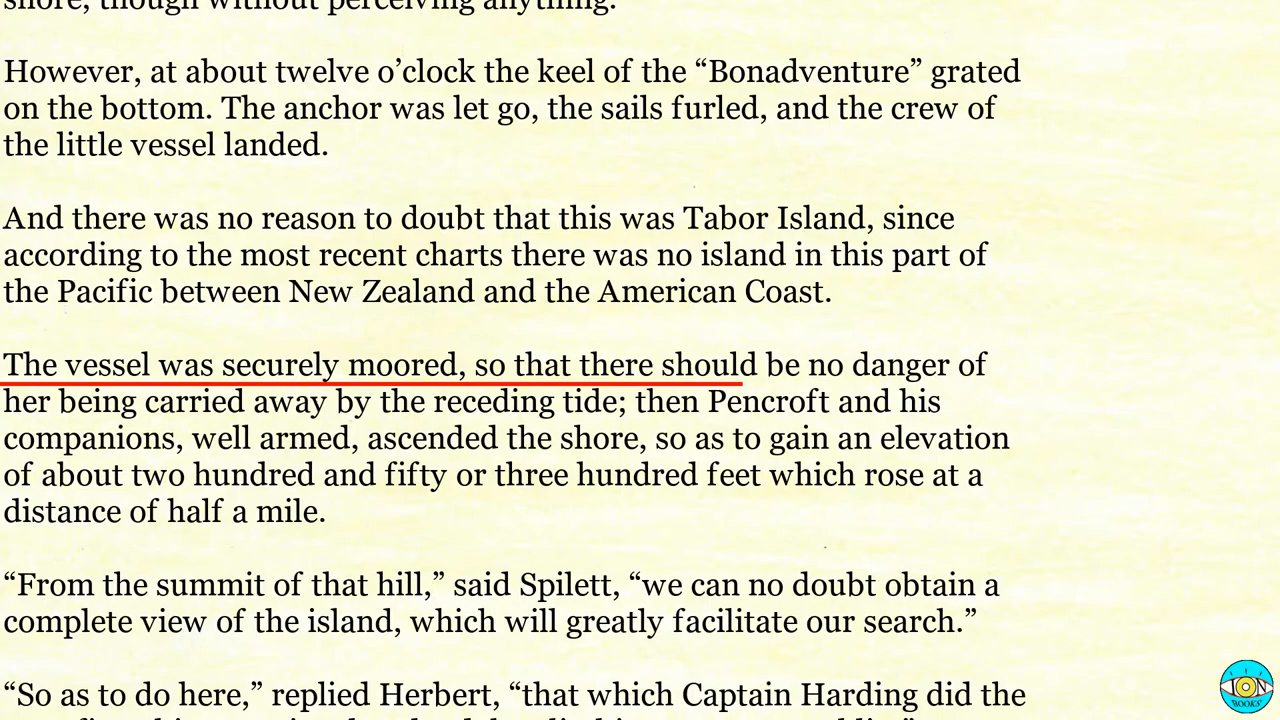 shore, though without perceiving anything.
However, at about twelve o’clock the keel of the “Bonadventure” grated
on the bottom. The anchor was let go, the sails furled, and the crew of
the little vessel landed.
And there was no reason to doubt that this was Tabor Island, since
according to the most recent charts there was no island in this part of
the Pacific between New Zealand and the American Coast.
The vessel was securely moored, so that there should be no danger of
her being carried away by the receding tide; then Pencroft and his
companions, well armed, ascended the shore, so as to gain an elevation
of about two hundred and fifty or three hundred feet which rose at a
distance of half a mile.
“From the summit of that hill,” said Spilett, “we can no doubt obtain a
complete view of the island, which will greatly facilitate our search.”
“So as to do here,” replied Herbert, “that which Captain Harding did the
ION
BOOKS